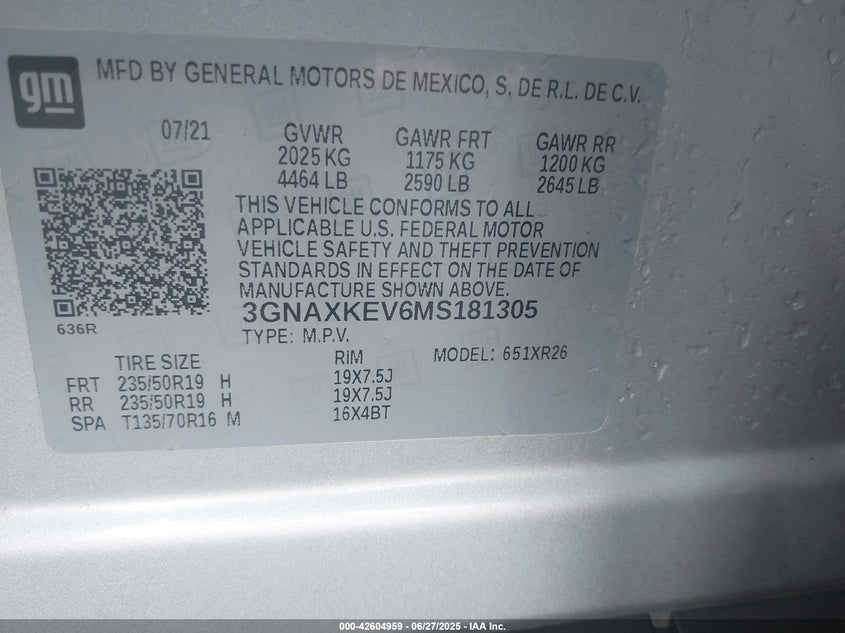 gm
MFD BY GENERAL MOTORS DE MEXICO, S. DE R.L. DE C.V.
07/21 GVWR GAWR FRT GAWR RR
2025 KG 1175 KG 1200 KG
4464 LB 2590 LB 2645 LB
THIS VEHICLE CONFORMS TO ALL
APPLICABLE U.S. FEDERAL MOTOR
VEHICLE SAFETY AND THEFT PREVENTION
STANDARDS IN EFFECT ON THE DATE OF
MANUFACTURE SHOWN ABOVE.
3GNAXKEV6MS181305
636R
TYPE: M.P.V.
TIRE SIZE RIM MODEL: 651XR26
FRT 235/50R19 H 19X7.5J
RR 235/50R19 H 19X7.5J
SPA T135/70R16 M 16X4BT
000-42604959 - 06/27/2025 - IAA Inc.